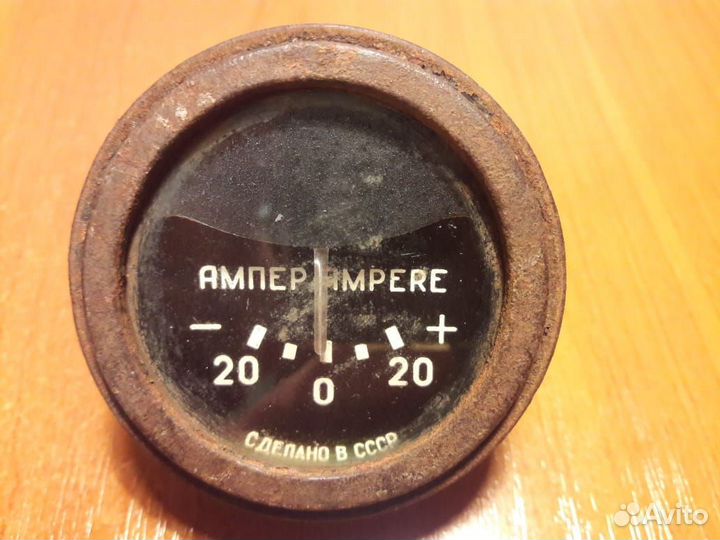 АМПЕР AMPERE
– +
20 0 20
СДЕЛАНО В СССР
Avito